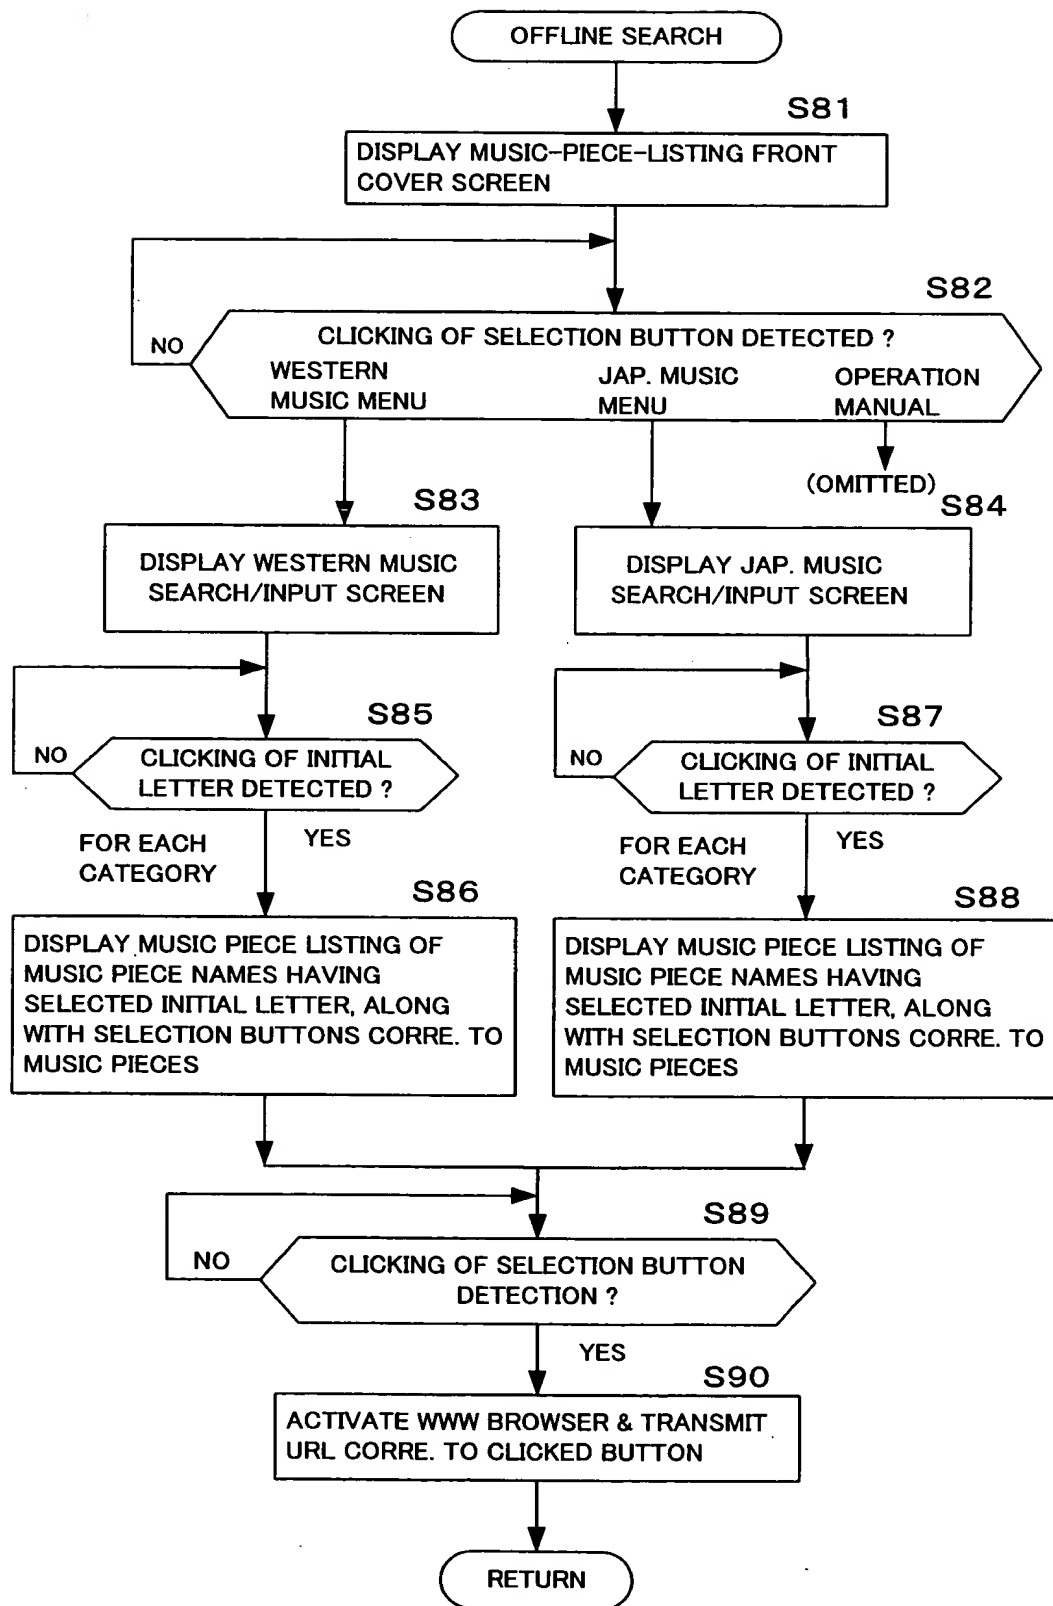 OFFLINE SEARCH
S81
DISPLAY MUSIC-PIECE-LISTING FRONT
COVER SCREEN
S82
CLICKING OF SELECTION BUTTON DETECTED ?
NO
WESTERN
MUSIC MENU
JAP. MUSIC
MENU
OPERATION
MANUAL
(OMITTED)
S83
DISPLAY WESTERN MUSIC
SEARCH/INPUT SCREEN
S84
DISPLAY JAP. MUSIC
SEARCH/INPUT SCREEN
S85
NO
CLICKING OF INITIAL
LETTER DETECTED ?
FOR EACH
CATEGORY
YES
S86
DISPLAY MUSIC PIECE LISTING OF
MUSIC PIECE NAMES HAVING
SELECTED INITIAL LETTER, ALONG
WITH SELECTION BUTTONS CORRE. TO
MUSIC PIECES
S87
NO
CLICKING OF INITIAL
LETTER DETECTED ?
FOR EACH
CATEGORY
YES
S88
DISPLAY MUSIC PIECE LISTING OF
MUSIC PIECE NAMES HAVING
SELECTED INITIAL LETTER, ALONG
WITH SELECTION BUTTONS CORRE. TO
MUSIC PIECES
S89
NO
CLICKING OF SELECTION BUTTON
DETECTION ?
YES
S90
ACTIVATE WWW BROWSER & TRANSMIT
URL CORRE. TO CLICKED BUTTON
RETURN